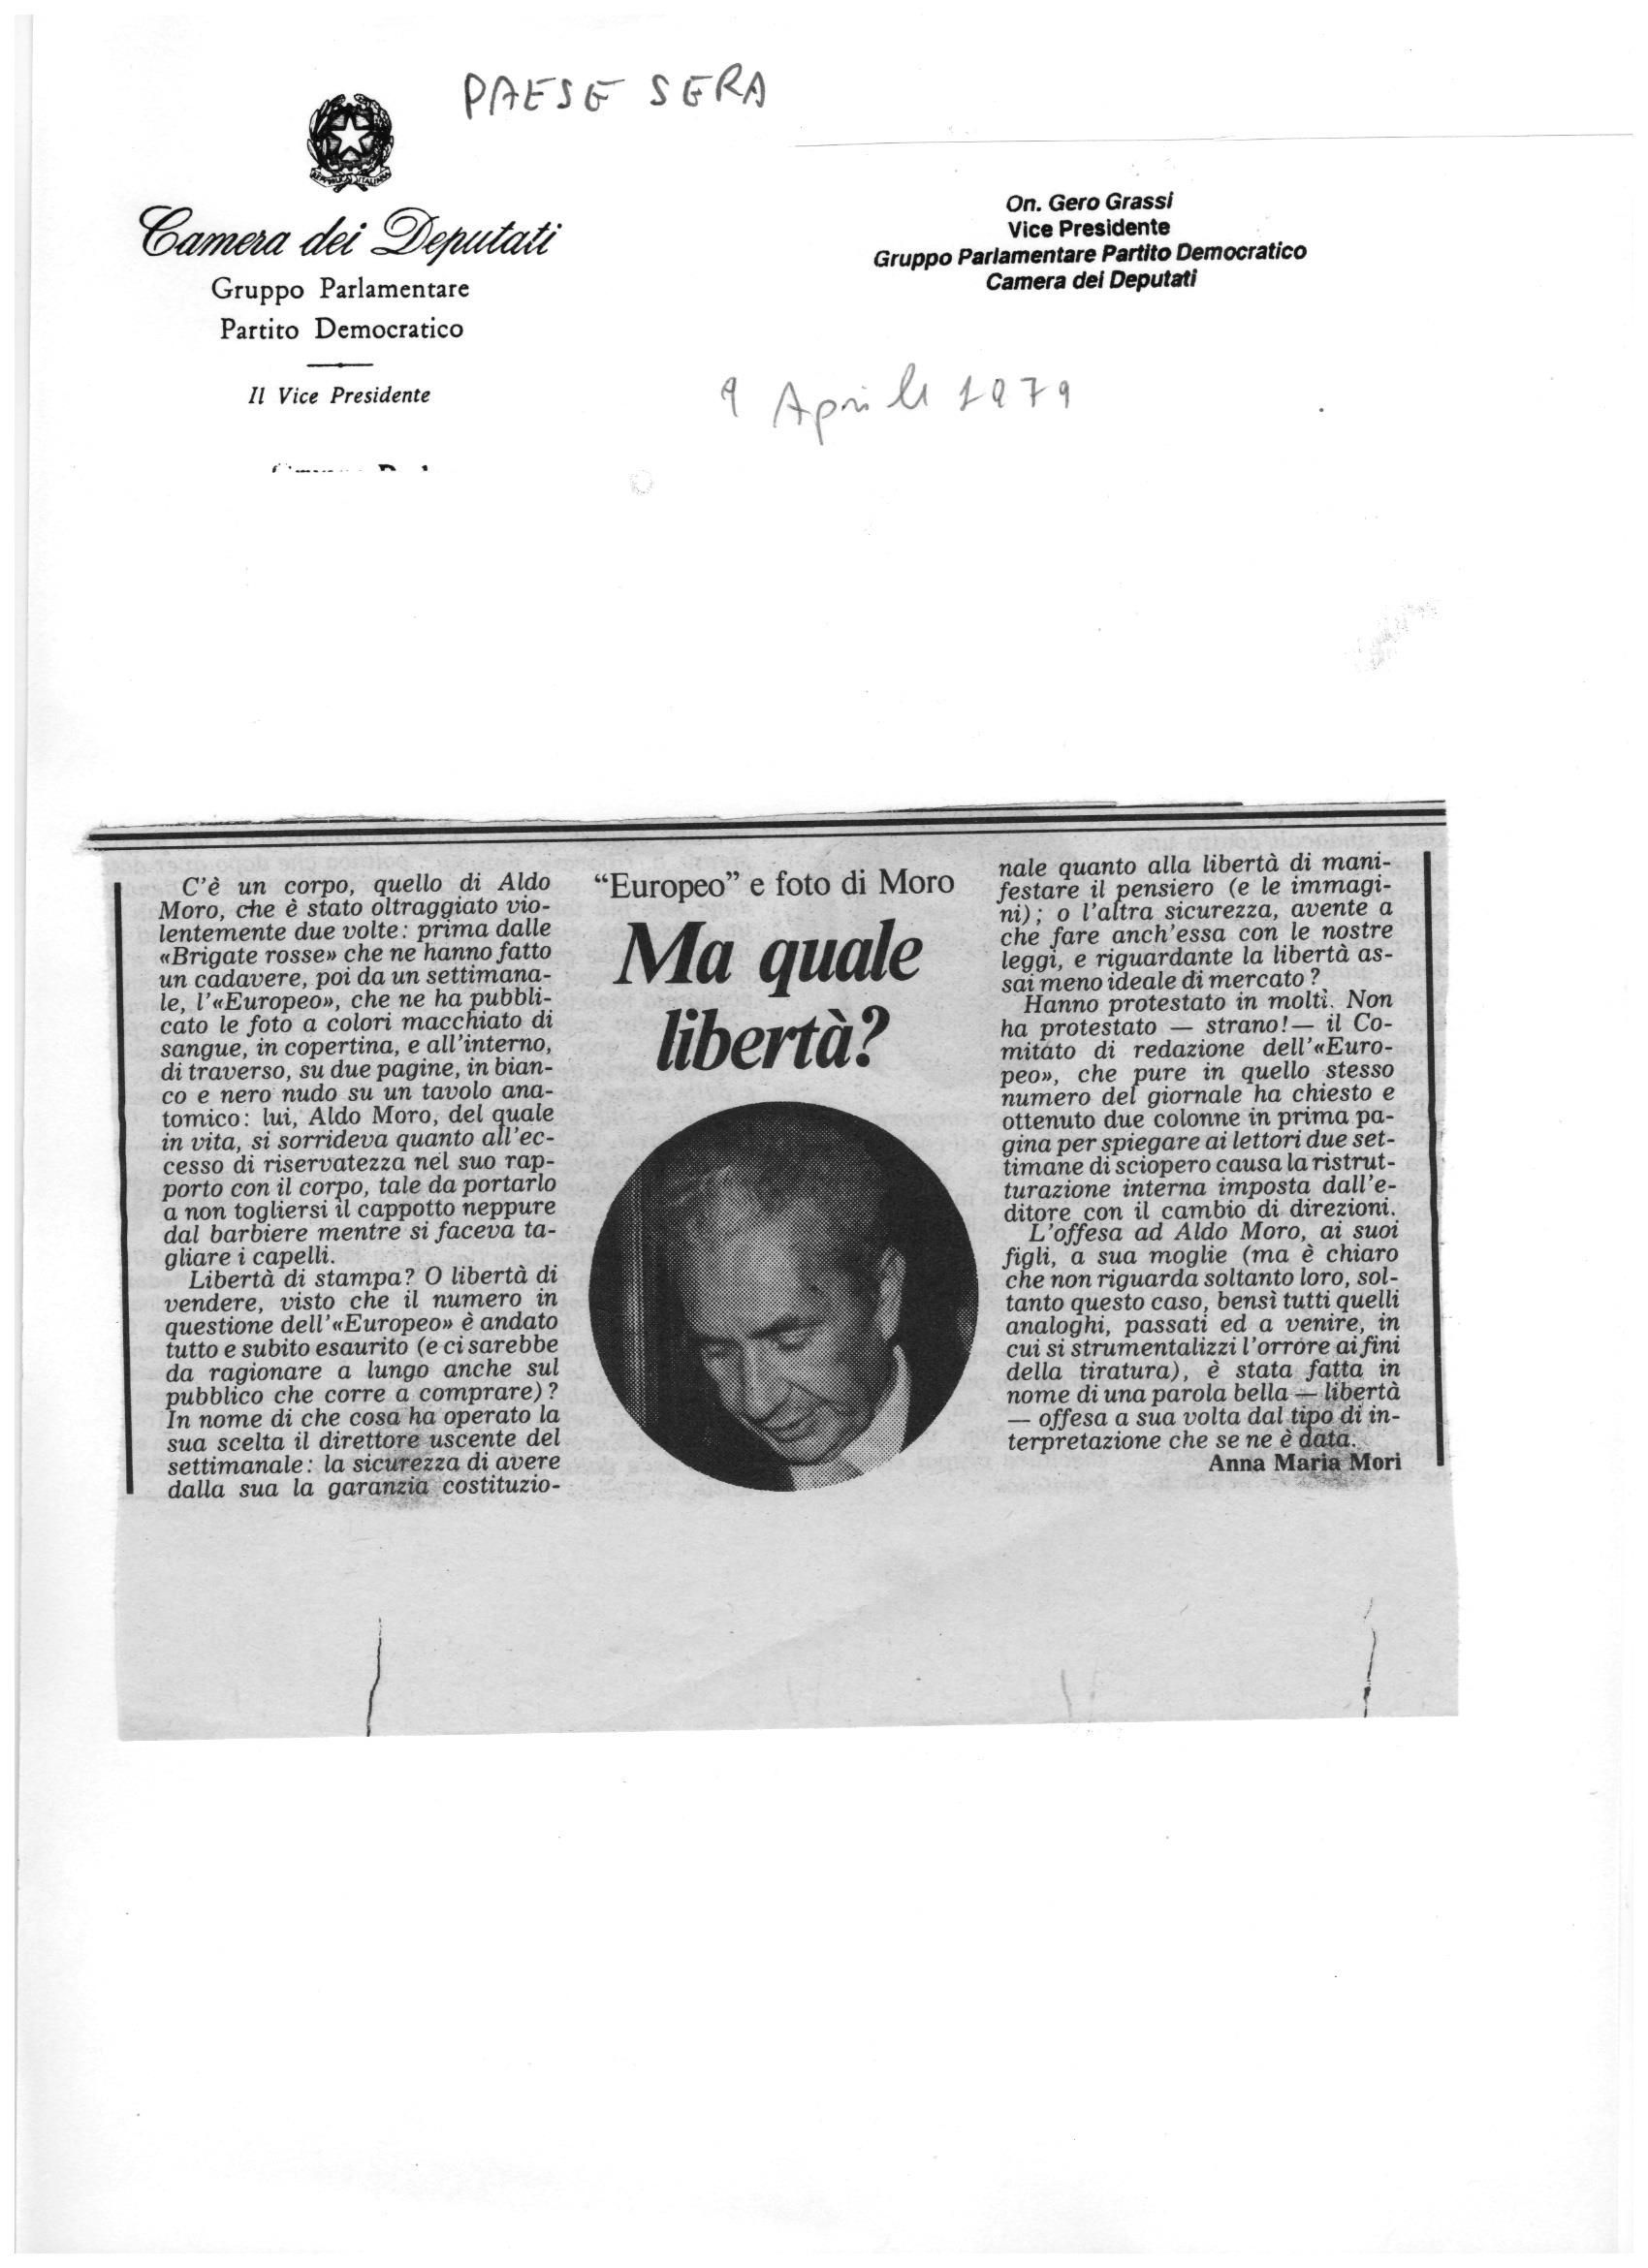 PAESE SERA
REPVBBLICA ITALIANA
Camera dei Deputati
Gruppo Parlamentare
Partito Democratico
Il Vice Presidente
On. Gero Grassi
Vice Presidente
Gruppo Parlamentare Partito Democratico
Camera dei Deputati
9 Aprile 1979
C'è un corpo, quello di Aldo
Moro, che è stato oltraggiato vio-
lentemente due volte: prima dalle
«Brigate rosse» che ne hanno fatto
un cadavere, poi da un settimana-
le, l'«Europeo», che ne ha pubbli-
cato le foto a colori macchiato di
sangue, in copertina, e all'interno,
di traverso, su due pagine, in bian-
co e nero nudo su un tavolo ana-
tomico: lui, Aldo Moro, del quale
in vita, si sorrideva quanto all'ec-
cesso di riservatezza nel suo rap-
porto con il corpo, tale da portarlo
a non togliersi il cappotto neppure
dal barbiere mentre si faceva ta-
gliare i capelli.
Libertà di stampa? O libertà di
vendere, visto che il numero in
questione dell'«Europeo» è andato
tutto e subito esaurito (e ci sarebbe
da ragionare a lungo anche sul
pubblico che corre a comprare)?
In nome di che cosa ha operato la
sua scelta il direttore uscente del
settimanale: la sicurezza di avere
dalla sua la garanzia costituzio-
"Europeo" e foto di Moro
Ma quale
libertà?
nale quanto alla libertà di mani-
festare il pensiero (e le immagi-
ni); o l'altra sicurezza, avente a
che fare anch'essa con le nostre
leggi, e riguardante la libertà as-
sai meno ideale di mercato?
Hanno protestato in molti. Non
ha protestato — strano! — il Co-
mitato di redazione dell'«Euro-
peo», che pure in quello stesso
numero del giornale ha chiesto e
ottenuto due colonne in prima pa-
gina per spiegare ai lettori due set-
timane di sciopero causa la ristrut-
turazione interna imposta dall'e-
ditore con il cambio di direzioni.
L'offesa ad Aldo Moro, ai suoi
figli, a sua moglie (ma è chiaro
che non riguarda soltanto loro, sol-
tanto questo caso, bensì tutti quelli
analoghi, passati ed a venire, in
cui si strumentalizzi l'orrore ai fini
della tiratura), è stata fatta in
nome di una parola bella — libertà
— offesa a sua volta dal tipo di in-
terpretazione che se ne è data.
Anna Maria Mori